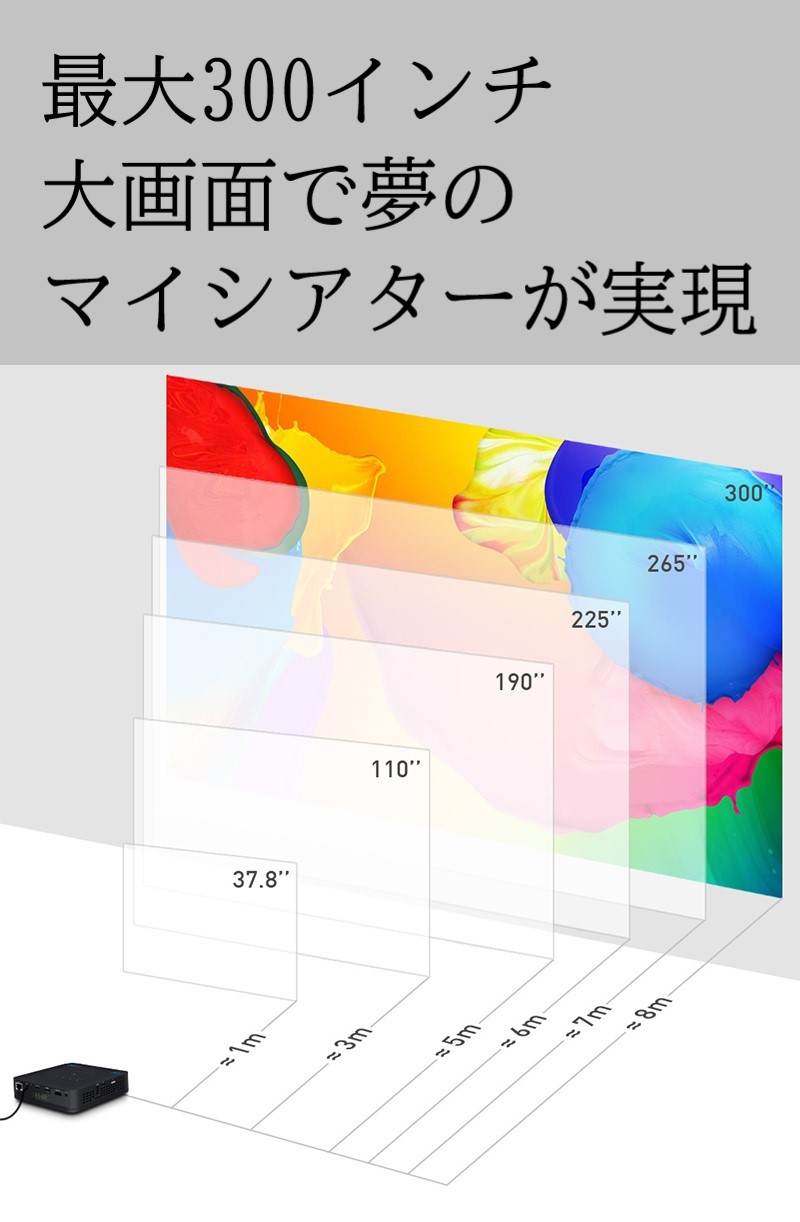 最大300インチ
大画面で夢の
マイシアターが実現
300’’
265’’
225’’
190’’
110’’
37.8’’
≈1m
≈3m
≈5m
≈6m
≈7m
≈8m